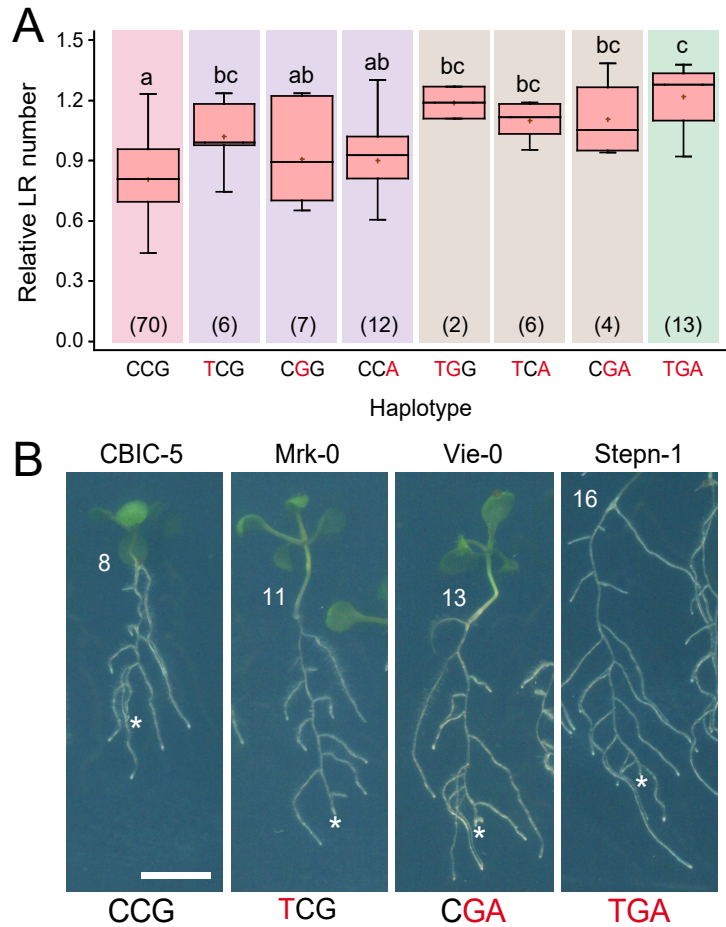 A
Relative LR number
1.5
1.2
0.9
0.6
0.3
0.0
a bc ab ab bc bc bc c
(70) (6) (7) (12) (2) (6) (4) (13)
CCG TCG CGG CCA TGG TCA CGA TGA
Haplotype
B
CBIC-5 Mrk-0 Vie-0 Stepn-1
8 11 13 16
* * * *
CCG TCG CGA TGA